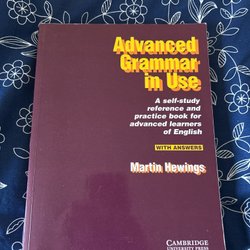 Advanced
Grammar
in Use
A self-study
reference and
practice book for
advanced learners
of English
WITH ANSWERS
Martin Hewings
CAMBRIDGE
UNIVERSITY PRESS